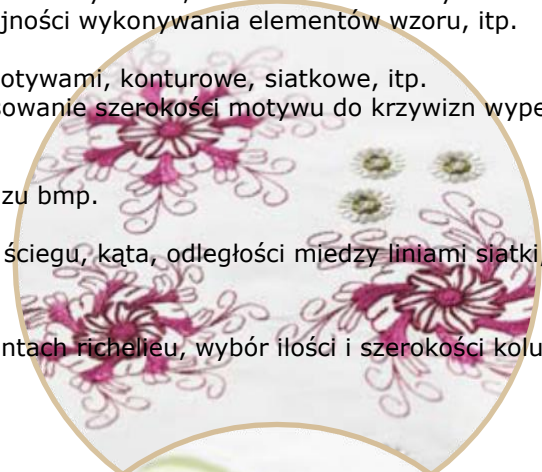 jności wykonywania elementów wzoru, itp.
otywami, konturowe, siatkowe, itp.
sowanie szerokości motywu do krzywizn wype
zu bmp.
ściegu, kąta, odległości miedzy liniami siatki,
ntach richelieu, wybór ilości i szerokości kolu